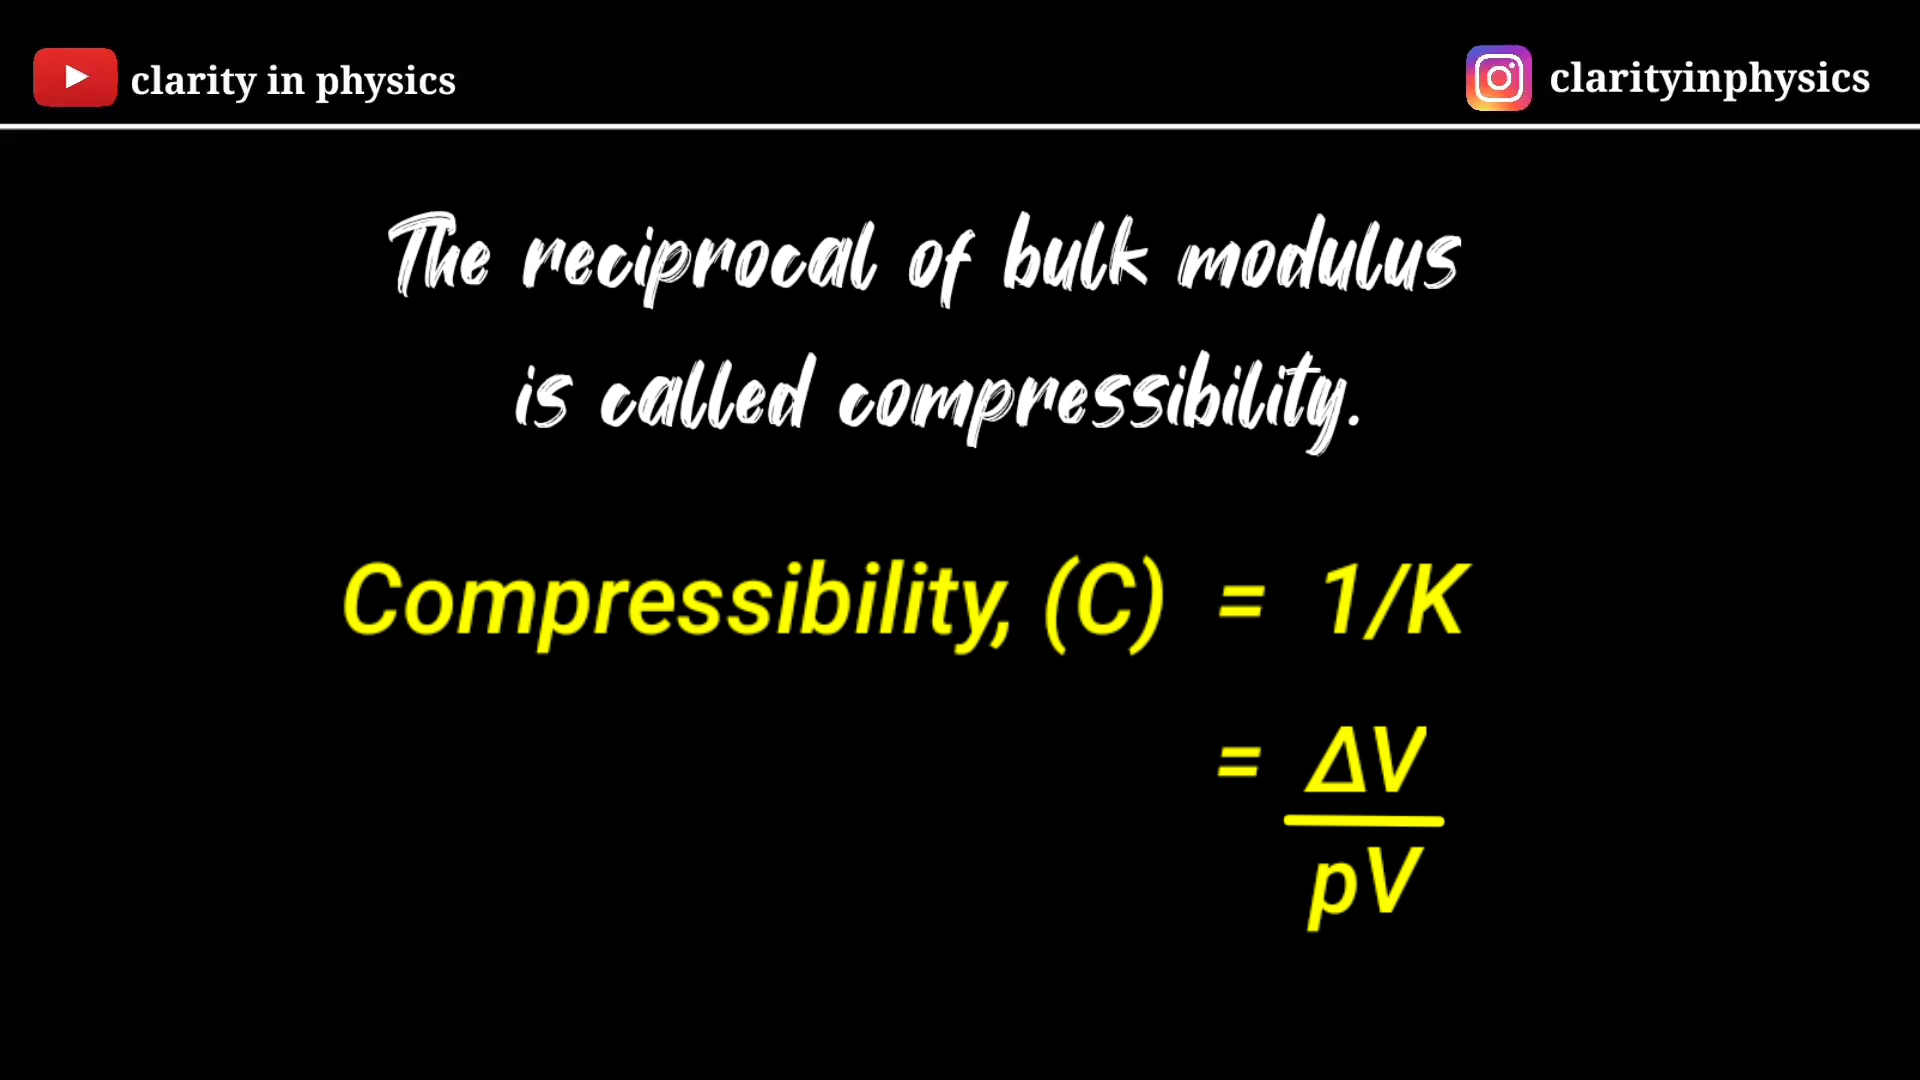 clarity in physics
clarityinphysics
The reciprocal of bulk modulus
is called compressibility.
Compressibility, (C) = 1/K
= ΔV
pV